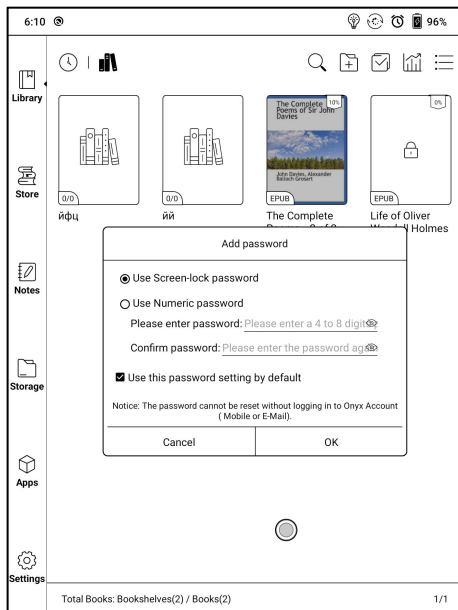 6:10
96%
Library
Store
Notes
Storage
Apps
Settings
0/0
йфц
0/0
йй
The Complete
Poems of Sir John
Davies
10%
John Davies, Alexander
Balloch Grosart
EPUB
The Complete
0%
EPUB
Life of Oliver
Holmes
Add password
Use Screen-lock password
Use Numeric password
Please enter password: Please enter a 4 to 8 digit
Confirm password: Please enter the password again
Use this password setting by default
Notice: The password cannot be reset without logging in to Onyx Account
( Mobile or E-Mail).
Cancel
OK
Total Books: Bookshelves(2) / Books(2)
1/1